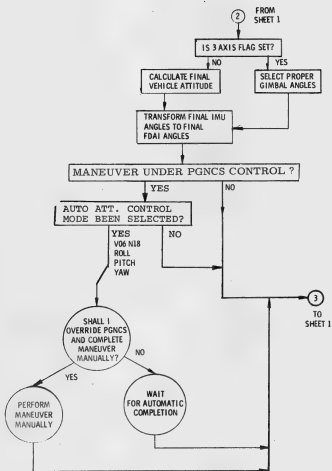 FROM
2
SHEET 1
IS 3 AXIS FLAG SET?
NO
YES
CALCULATE FINAL
VEHICLE ATTITUDE
SELECT PROPER
GIMBAL ANGLES
TRANSFORM FINAL IMU
ANGLES TO FINAL
FDAI ANGLES
MANEUVER UNDER PGNCS CONTROL ?
YES
NO
AUTO ATT. CONTROL
MODE BEEN SELECTED?
YES
NO
V06 N18
ROLL
PITCH
YAW
3
TO
SHEET 1
SHALL I
OVERRIDE PGNCS
AND COMPLETE
MANEUVER
MANUALLY?
YES
NO
PERFORM
MANEUVER
MANUALLY
WAIT
FOR AUTOMATIC
COMPLETION